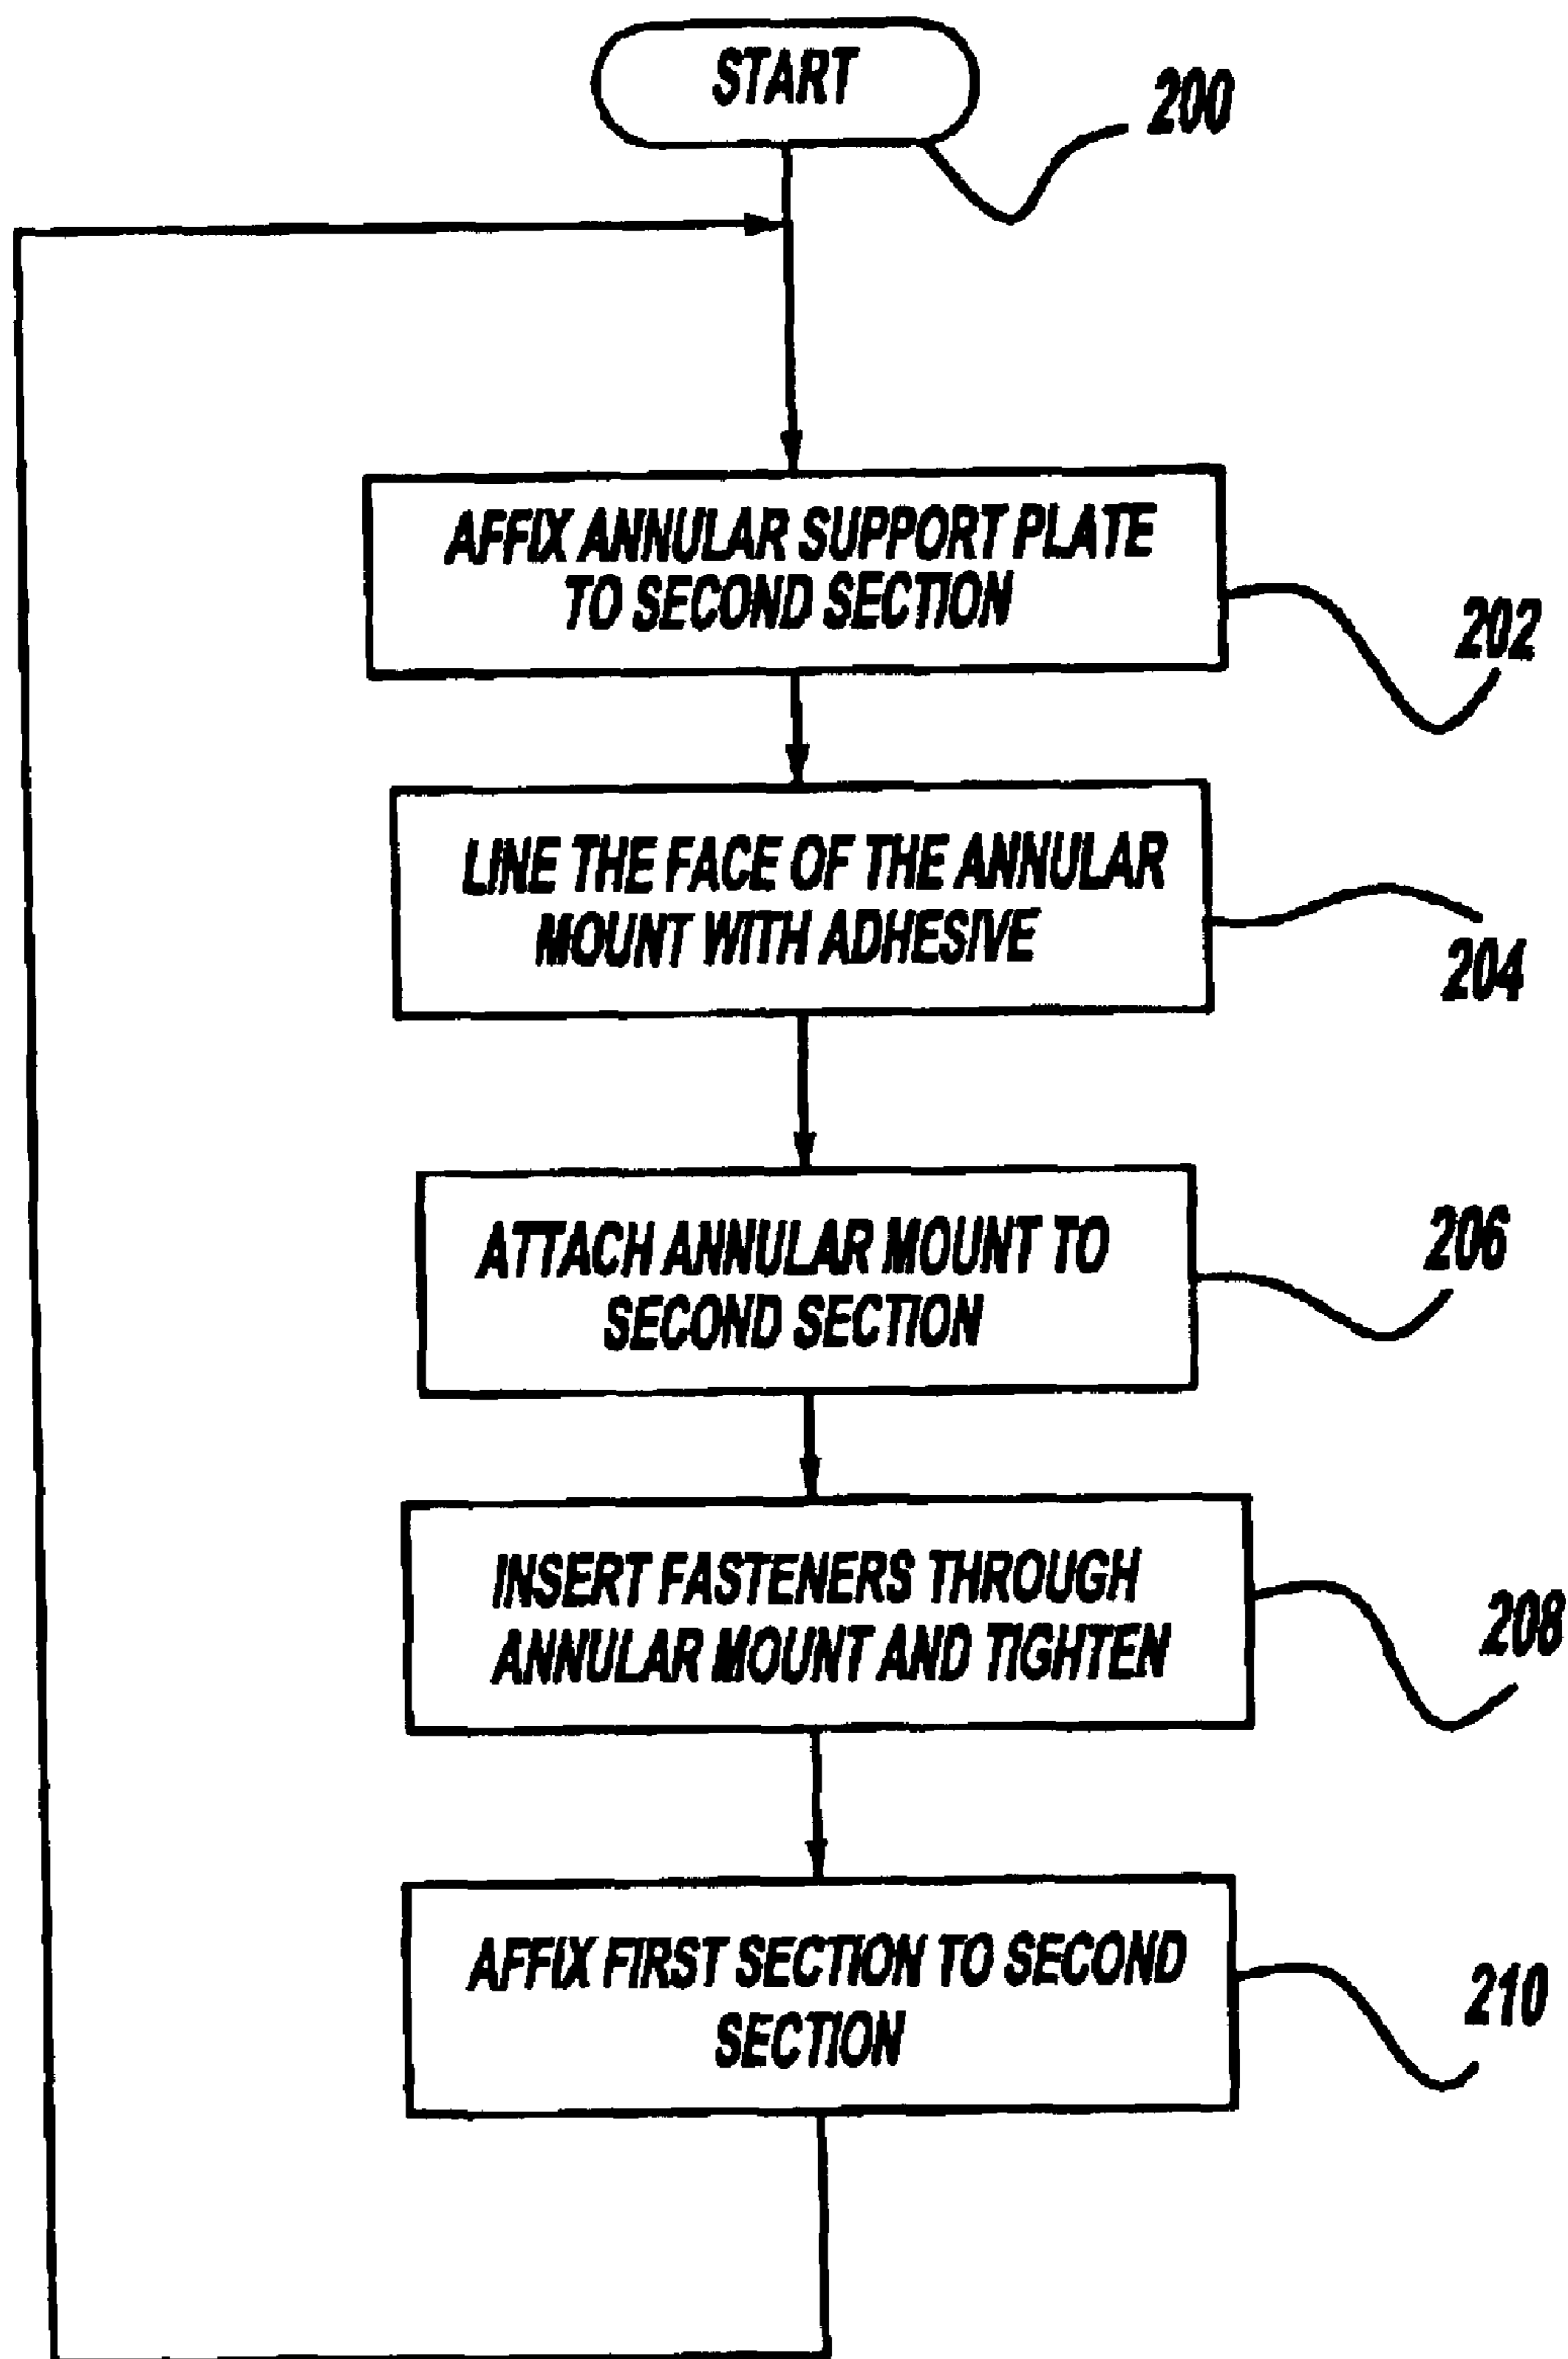 START
200
AFFIX ANNULAR SUPPORT PLATE
TO SECOND SECTION
202
LINE THE FACE OF THE ANNULAR
MOUNT WITH ADHESIVE
204
ATTACH ANNULAR MOUNT TO
SECOND SECTION
206
INSERT FASTENERS THROUGH
ANNULAR MOUNT AND TIGHTEN
208
AFFIX FIRST SECTION TO SECOND
SECTION
210